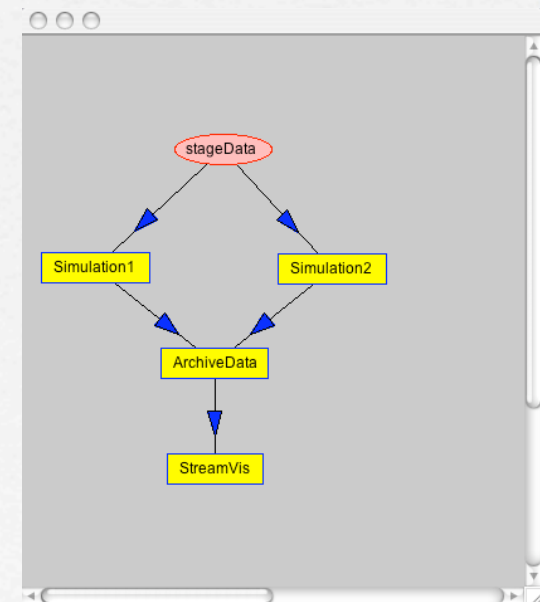 stageData
Simulation1
Simulation2
ArchiveData
StreamVis